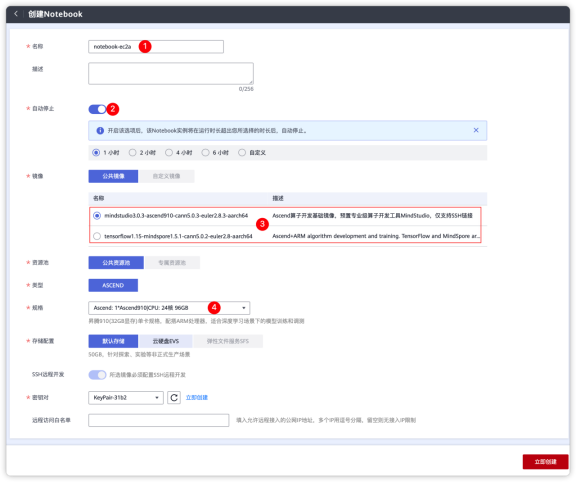 创建Notebook
* 名称 notebook-ec2a 1
描述
0/256
* 自动停止 2
开启该选项后，该Notebook实例将在运行时长超出您所选择的时长后，自动停止。
1 小时 2 小时 4 小时 6 小时 自定义
* 镜像 公共镜像 自定义镜像
名称 描述
mindstudio3.0.3-ascend910-cann5.0.3-euler2.8.3-aarch64 Ascend算子开发基础镜像，预置专业级算子开发工具MindStudio，仅支持SSH链接
3
tensorflow1.15-mindspore1.5.1-cann5.0.2-euler2.8-aarch64 Ascend+ARM algorithm development and training. TensorFlow and MindSpore ar...
* 资源池 公共资源池 专属资源池
* 类型 ASCEND
* 规格 Ascend: 1*Ascend910|CPU: 24核 96GB 4
昇腾910(32GB显存)单卡规格，配搭ARM处理器，适合深度学习场景下的模型训练和调测
* 存储配置 默认存储 云硬盘EVS 弹性文件服务SFS
50GB，针对探索、实验等非正式生产场景
SSH远程开发 所选镜像必须配置SSH远程开发
* 密钥对 KeyPair-31b2 立即创建
远程访问白名单 填入允许远程接入的公网IP地址，多个IP用逗号分隔，留空则无接入IP限制
立即创建